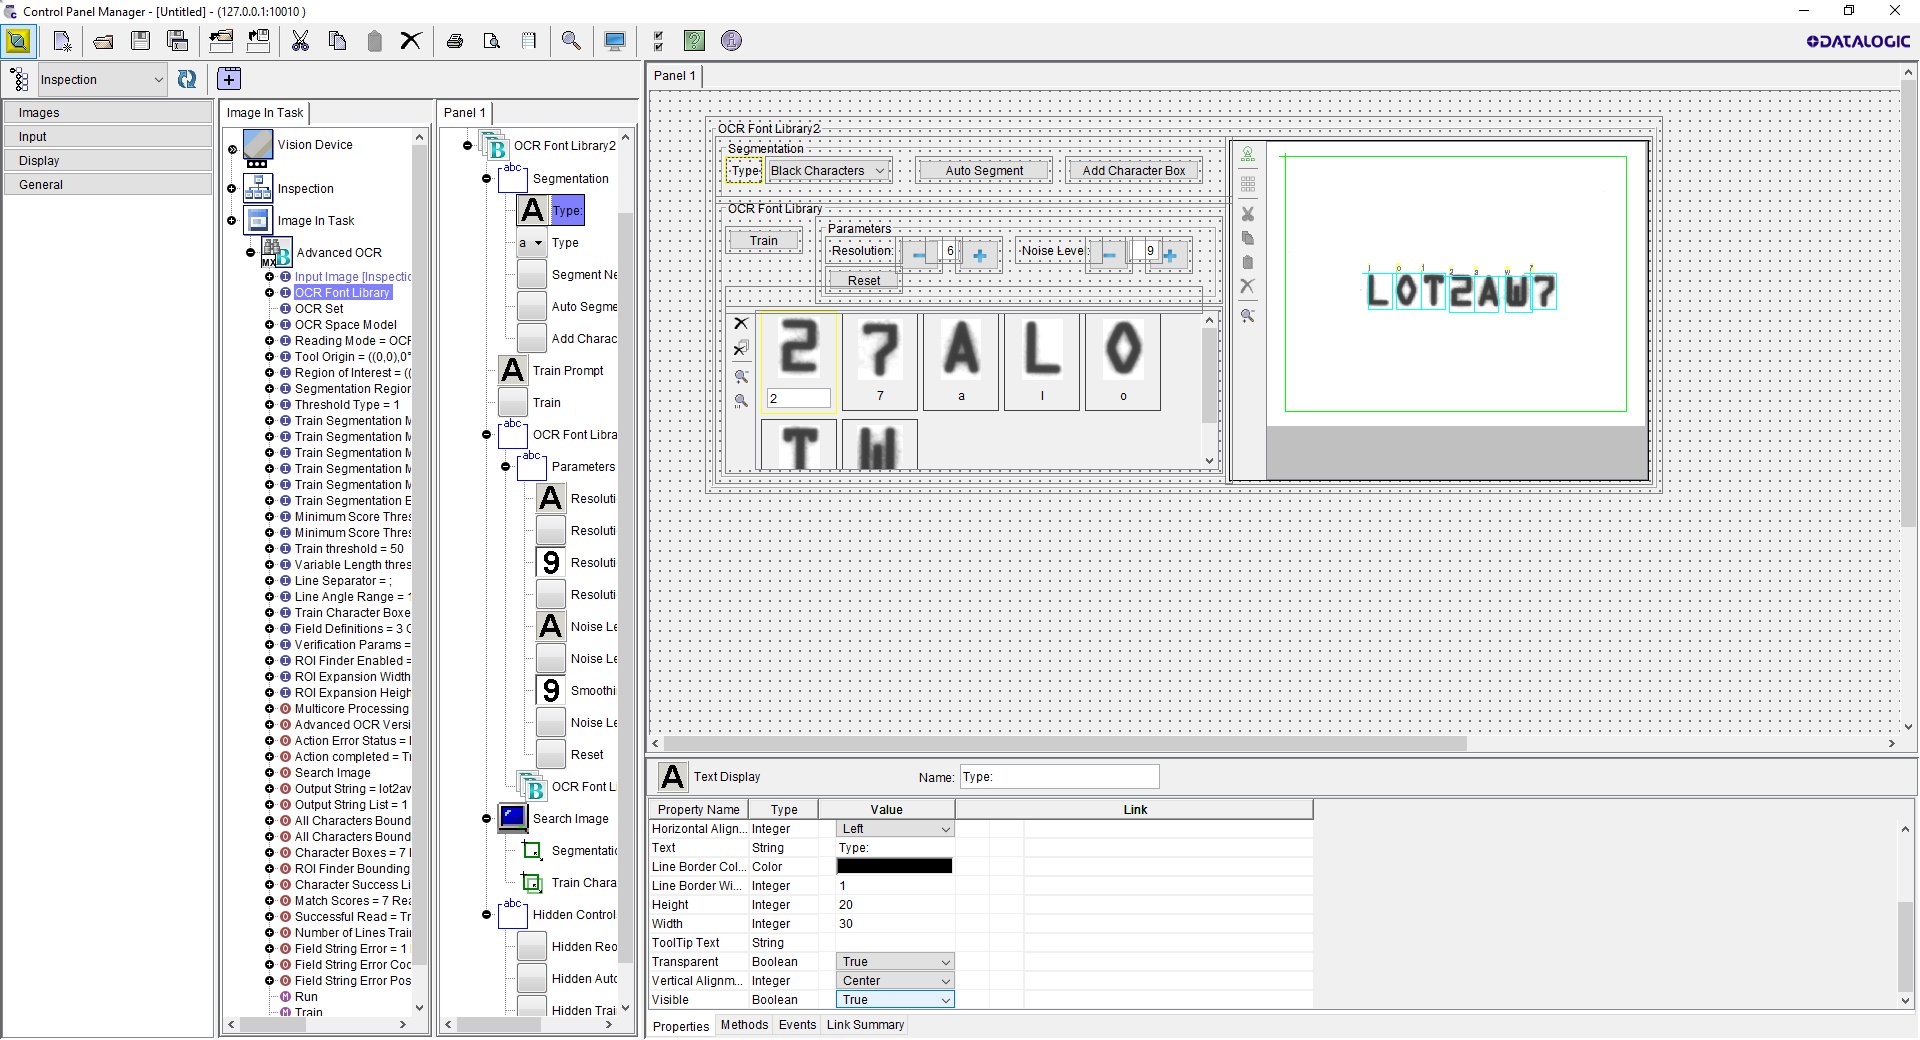 Control Panel Manager - [Untitled] - (127.0.0.1:10010 )
DATALOGIC
Inspection
Images
Input
Display
General
Image In Task
Vision Device
Inspection
Image In Task
Advanced OCR
Input Image [Inspectic
OCR Font Library
OCR Set
OCR Space Model
Reading Mode = OCF
Tool Origin = ((0,0),0°
Region of Interest = ((
Segmentation Region
Threshold Type = 1
Train Segmentation M
Train Segmentation M
Train Segmentation M
Train Segmentation M
Train Segmentation M
Train Segmentation E
Minimum Score Thres
Minimum Score Thres
Train threshold = 50
Variable Length thres
Line Separator = ;
Line Angle Range = 1
Train Character Boxe
Field Definitions = 3 C
Verification Params =
ROI Finder Enabled =
ROI Expansion Width
ROI Expansion Heigh
Multicore Processing
Advanced OCR Versi
Action Error Status = I
Action completed = Tr
Search Image
Output String = lot2aw
Output String List = 1
All Characters Bound
All Characters Bound
Character Boxes = 7 I
ROI Finder Bounding
Character Success Li
Match Scores = 7 Rea
Successful Read = Tr
Number of Lines Trai
Field String Error = 1 I
Field String Error Coc
Field String Error Pos
Run
Train
Panel 1
OCR Font Library2
Segmentation
Type:
Type
Segment Ne
Auto Segme
Add Charac
Train Prompt
Train
OCR Font Libra
Parameters
Resoluti
Resoluti
Resoluti
Resoluti
Noise Le
Noise Le
Smoothi
Noise Le
Reset
OCR Font L
Search Image
Segmentatio
Train Chara
Hidden Control
Hidden Reo
Hidden Auto
Hidden Trai
Panel 1
OCR Font Library2
Segmentation
Type Black Characters Auto Segment Add Character Box
OCR Font Library
Train
Parameters
Resolution: 6 Noise Level: 9
Reset
2 7 A L O
2 7 a l o
T W
l o t 2 a w 7
LOT2AW7
Text Display Name: Type:
Property Name Type Value Link
Horizontal Align... Integer Left
Text String Type:
Line Border Col... Color
Line Border Wi... Integer 1
Height Integer 20
Width Integer 30
ToolTip Text String
Transparent Boolean True
Vertical Alignm... Integer Center
Visible Boolean True
Properties Methods Events Link Summary